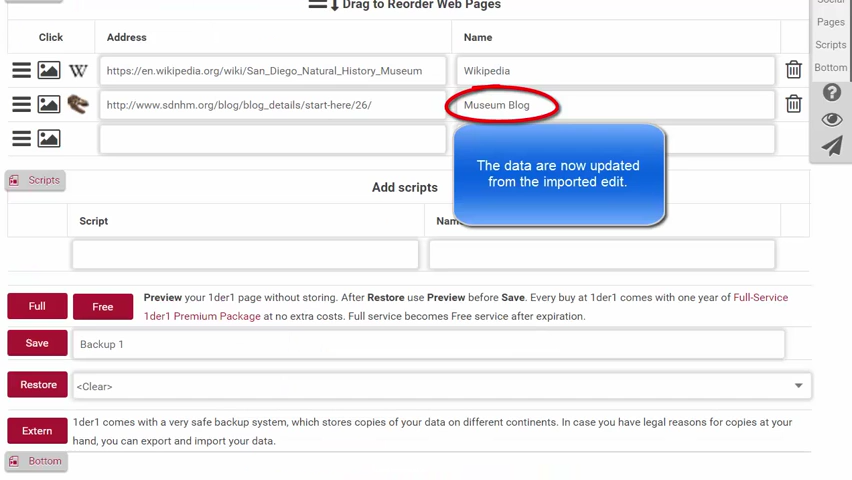 Drag to Reorder Web Pages
Pages
Click Address Name
Scripts
https://en.wikipedia.org/wiki/San_Diego_Natural_History_Museum Wikipedia
Bottom
http://www.sdnhm.org/blog/blog_details/start-here/26/ Museum Blog
The data are now updated
from the imported edit.
Scripts Add scripts
Script
Full Free Preview your 1der1 page without storing. After Restore use Preview before Save. Every buy at 1der1 comes with one year of Full-Service
1der1 Premium Package at no extra costs. Full service becomes Free service after expiration.
Save Backup 1
Restore <Clear>
Extern 1der1 comes with a very safe backup system, which stores copies of your data on different continents. In case you have legal reasons for copies at your
hand, you can export and import your data.
Bottom